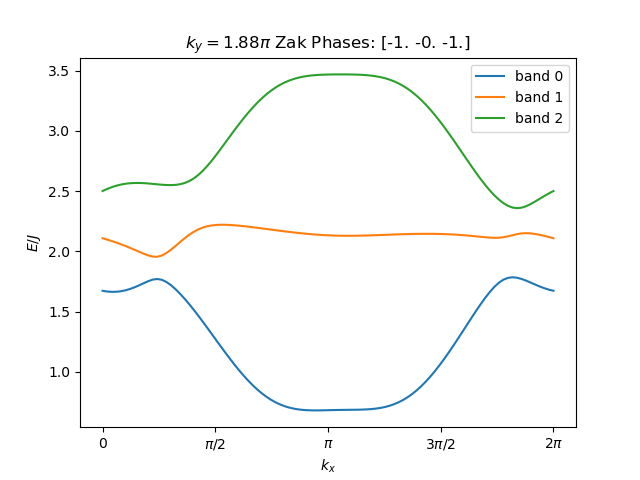 k_y = 1.88π Zak Phases: [-1. -0. -1.]
band 0
band 1
band 2
3.5
3.0
2.5
2.0
1.5
1.0
E/J
0 π/2 π 3π/2 2π
k_x